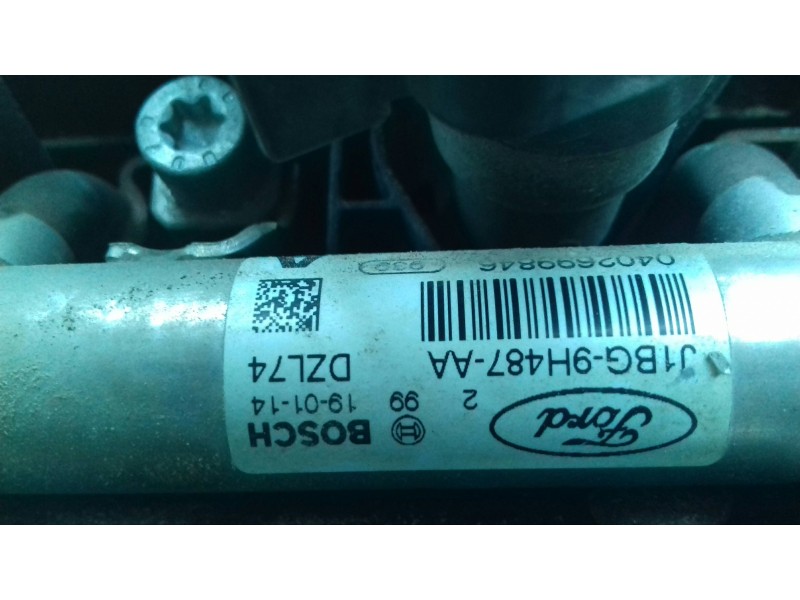 Ford
2
BOSCH
99
19-01-14
J1BG-9H487-AA
DZL74
0402699846